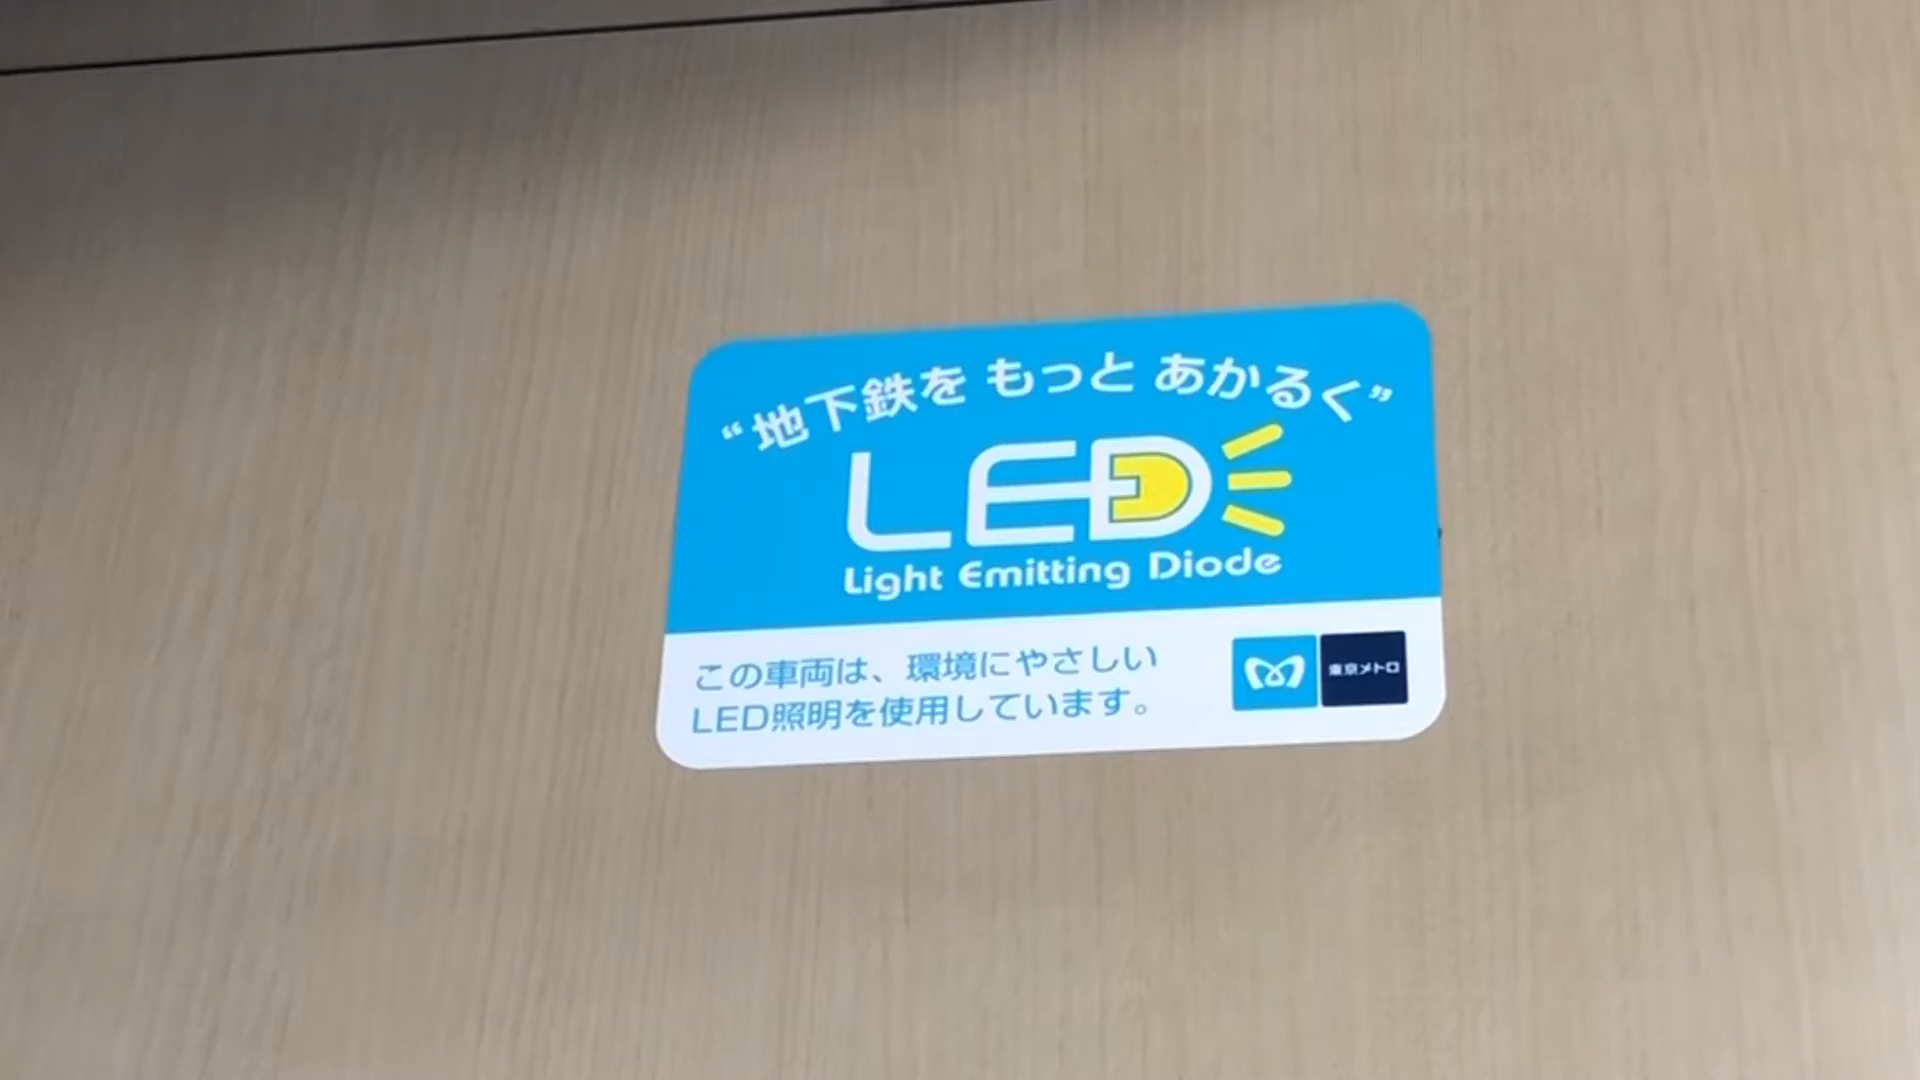 “地下鉄を もっと あかるく”
LED
Light Emitting Diode
この車両は、環境にやさしい
LED照明を使用しています。
東京メトロ